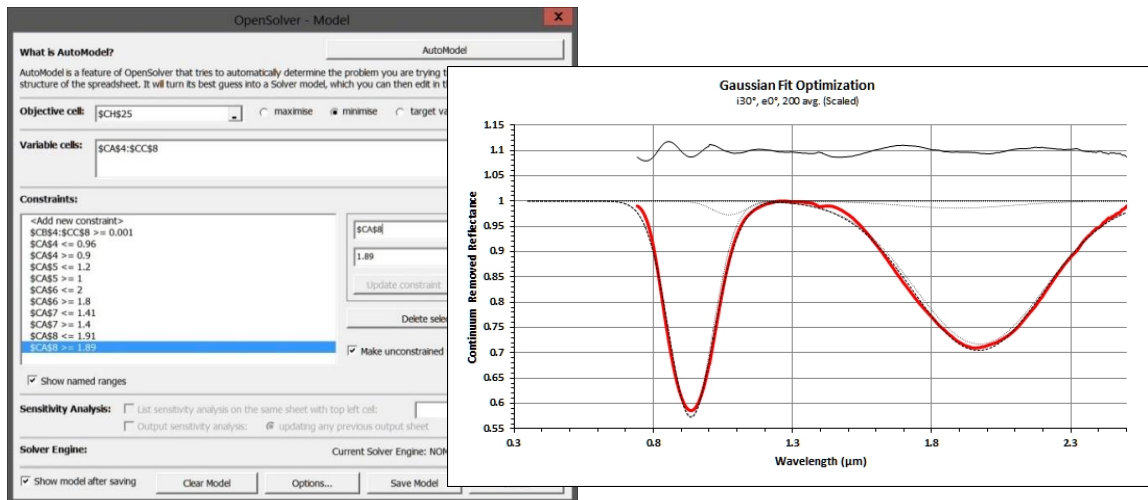 OpenSolver - Model
X
What is AutoModel?
AutoModel
AutoModel is a feature of OpenSolver that tries to automatically determine the problem you are trying
structure of the spreadsheet. It will turn its best guess into a Solver model, which you can then edit in
Objective cell:
$CH$25
maximise
minimise
target
Variable cells:
$CA$4:$CC$8
Constraints:
<Add new constraint>
$CB$4:$CC$8 >= 0.001
$CA$4 <= 0.96
$CA$4 >= 0.9
$CA$5 <= 1.2
$CA$5 >= 1
$CA$6 <= 2
$CA$6 >= 1.8
$CA$7 <= 1.41
$CA$7 >= 1.4
$CA$8 <= 1.91
$CA$8 >= 1.89
$CA$8
1.89
Update constraint
Delete
Make unconstrained
Show named ranges
Sensitivity Analysis:
List sensitivity analysis on the same sheet with top left cell:
Output sensitivity analysis:
updating any previous output sheet
Solver Engine:
Current Solver Engine:
Show model after saving
Clear Model
Options...
Save Model
Gaussian Fit Optimization
i30°, e0°, 200 avg. (Scaled)
Continuum Removed Reflectance
1.15
1.1
1.05
1
0.95
0.9
0.85
0.8
0.75
0.7
0.65
0.6
0.55
0.3
0.8
1.3
1.8
2.3
Wavelength (µm)